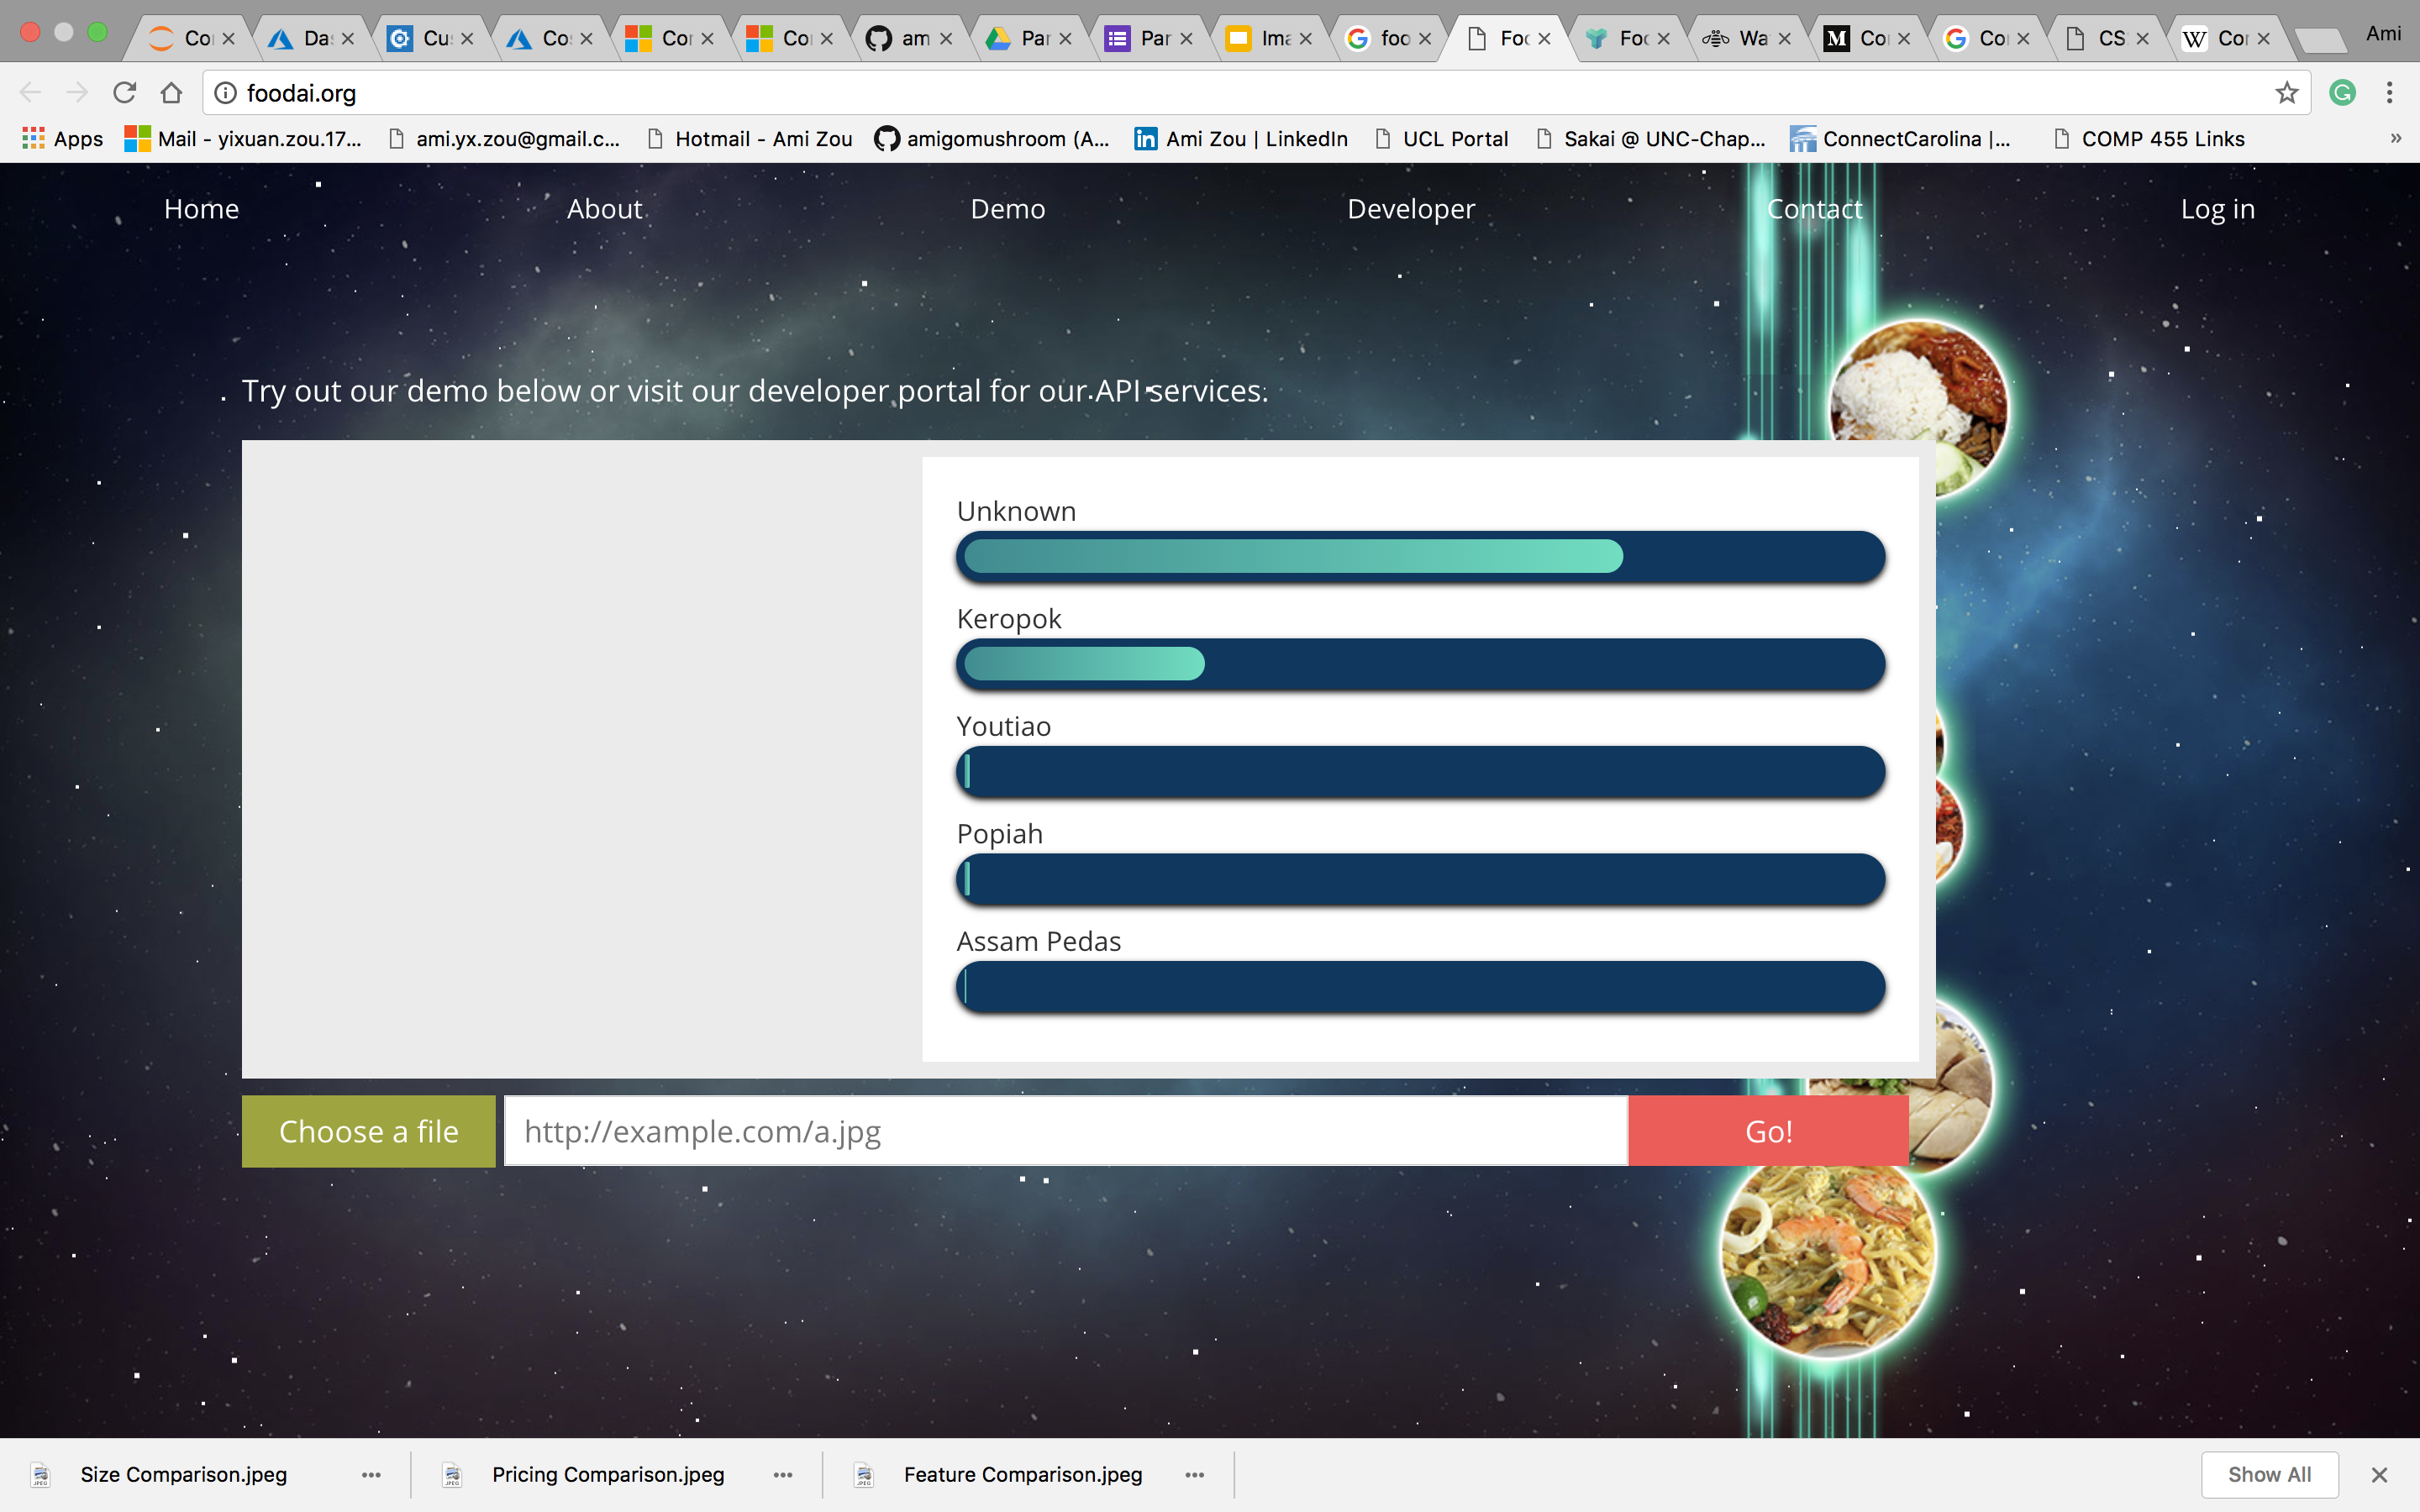 Co Da Cu Co Cor Co am Par Par Ima foo Foo Foo Wa Co Co CS Cor Ami
foodai.org
Apps Mail - yixuan.zou.17... ami.yx.zou@gmail.c... Hotmail - Ami Zou amigomushroom (A... Ami Zou | LinkedIn UCL Portal Sakai @ UNC-Chap... ConnectCarolina |... COMP 455 Links »
Home About Demo Developer Contact Log in
Try out our demo below or visit our developer portal for our API services.
Unknown
Keropok
Youtiao
Popiah
Assam Pedas
Choose a file http://example.com/a.jpg Go!
Size Comparison.jpeg Pricing Comparison.jpeg Feature Comparison.jpeg Show All